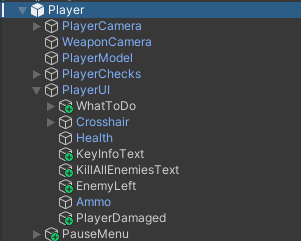 Player
PlayerCamera
WeaponCamera
PlayerModel
PlayerChecks
PlayerUI
WhatToDo
Crosshair
Health
KeyInfoText
KillAllEnemiesText
EnemyLeft
Ammo
PlayerDamaged
PauseMenu